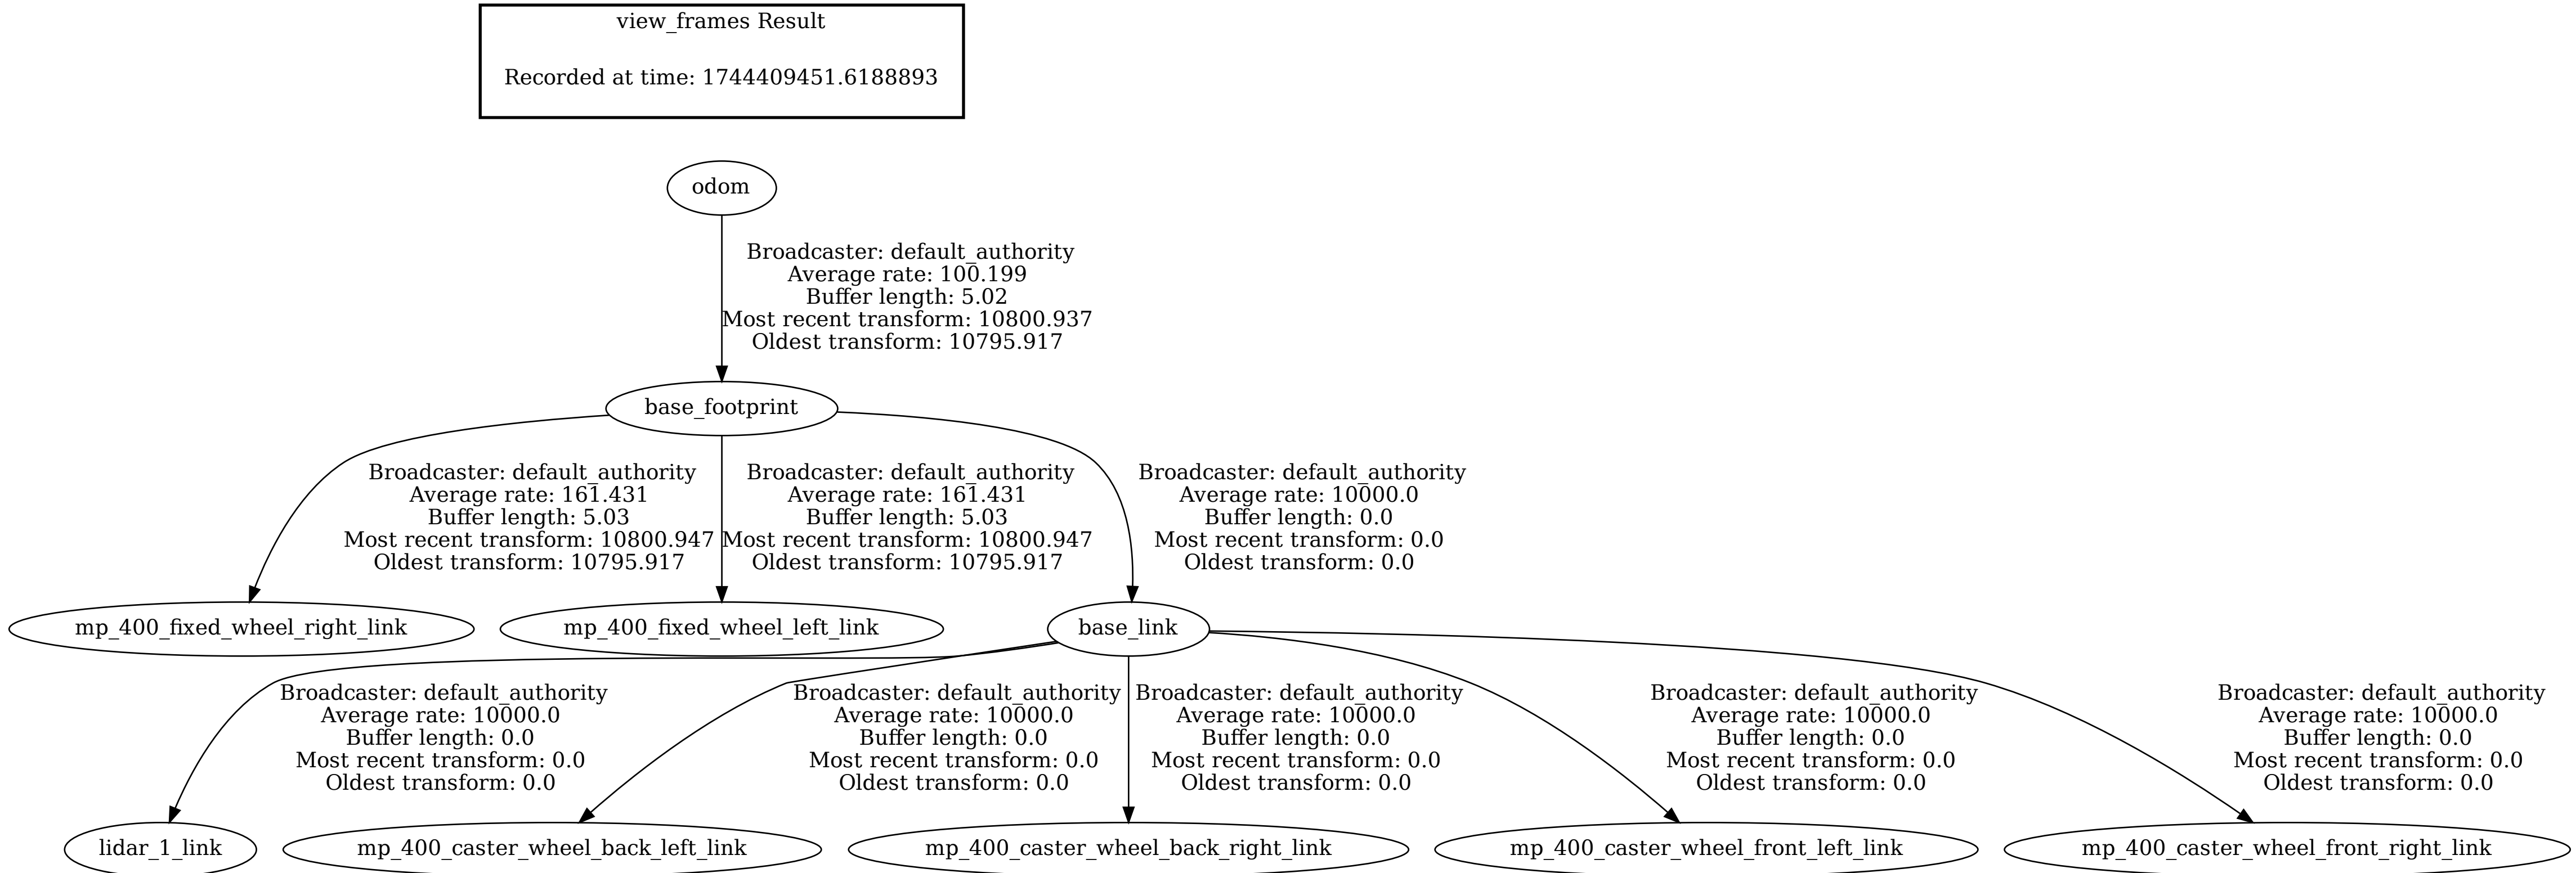 view_frames Result
Recorded at time: 1744409451.6188893
odom
Broadcaster: default_authority
Average rate: 100.199
Buffer length: 5.02
Most recent transform: 10800.937
Oldest transform: 10795.917
base_footprint
Broadcaster: default_authority
Average rate: 161.431
Buffer length: 5.03
Most recent transform: 10800.947
Oldest transform: 10795.917
Broadcaster: default_authority
Average rate: 161.431
Buffer length: 5.03
Most recent transform: 10800.947
Oldest transform: 10795.917
Broadcaster: default_authority
Average rate: 10000.0
Buffer length: 0.0
Most recent transform: 0.0
Oldest transform: 0.0
mp_400_fixed_wheel_right_link
mp_400_fixed_wheel_left_link
base_link
Broadcaster: default_authority
Average rate: 10000.0
Buffer length: 0.0
Most recent transform: 0.0
Oldest transform: 0.0
Broadcaster: default_authority
Average rate: 10000.0
Buffer length: 0.0
Most recent transform: 0.0
Oldest transform: 0.0
Broadcaster: default_authority
Average rate: 10000.0
Buffer length: 0.0
Most recent transform: 0.0
Oldest transform: 0.0
Broadcaster: default_authority
Average rate: 10000.0
Buffer length: 0.0
Most recent transform: 0.0
Oldest transform: 0.0
Broadcaster: default_authority
Average rate: 10000.0
Buffer length: 0.0
Most recent transform: 0.0
Oldest transform: 0.0
lidar_1_link
mp_400_caster_wheel_back_left_link
mp_400_caster_wheel_back_right_link
mp_400_caster_wheel_front_left_link
mp_400_caster_wheel_front_right_link